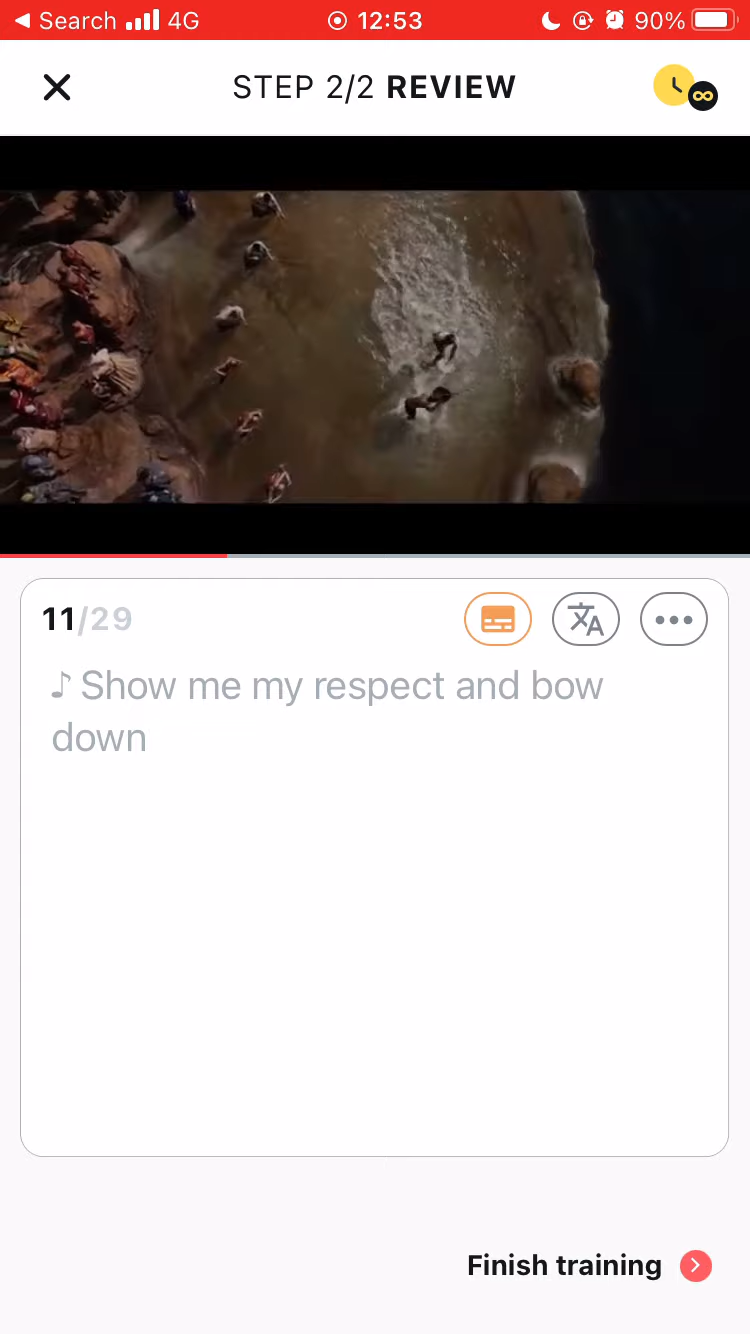 Search 4G 12:53 90%
STEP 2/2 REVIEW
11/29
♪ Show me my respect and bow
down
Finish training